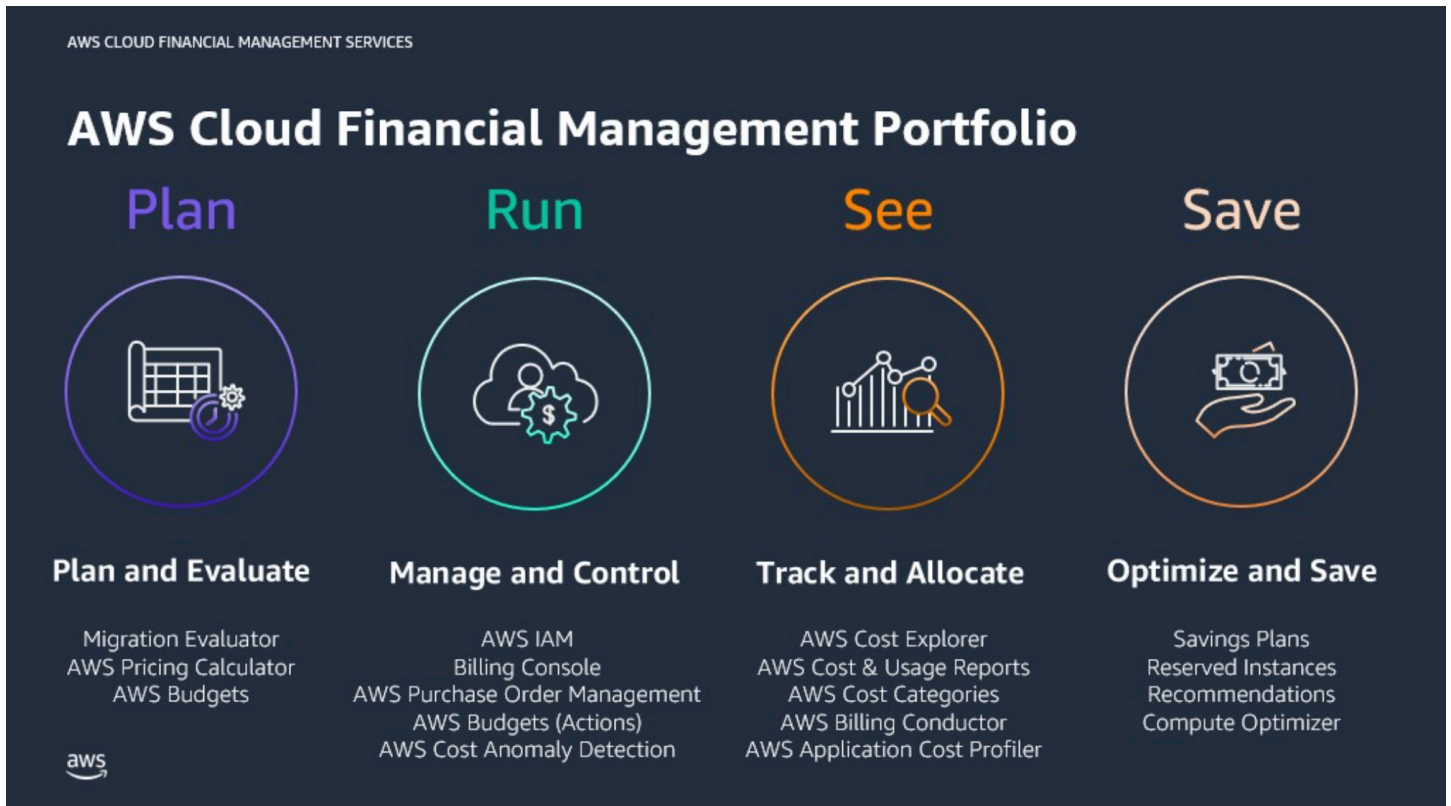 AWS CLOUD FINANCIAL MANAGEMENT SERVICES
AWS Cloud Financial Management Portfolio
Plan
Run
See
Save
$
Plan and Evaluate
Manage and Control
Track and Allocate
Optimize and Save
Migration Evaluator
AWS Pricing Calculator
AWS Budgets
AWS IAM
Billing Console
AWS Purchase Order Management
AWS Budgets (Actions)
AWS Cost Anomaly Detection
AWS Cost Explorer
AWS Cost & Usage Reports
AWS Cost Categories
AWS Billing Conductor
AWS Application Cost Profiler
Savings Plans
Reserved Instances
Recommendations
Compute Optimizer
aws